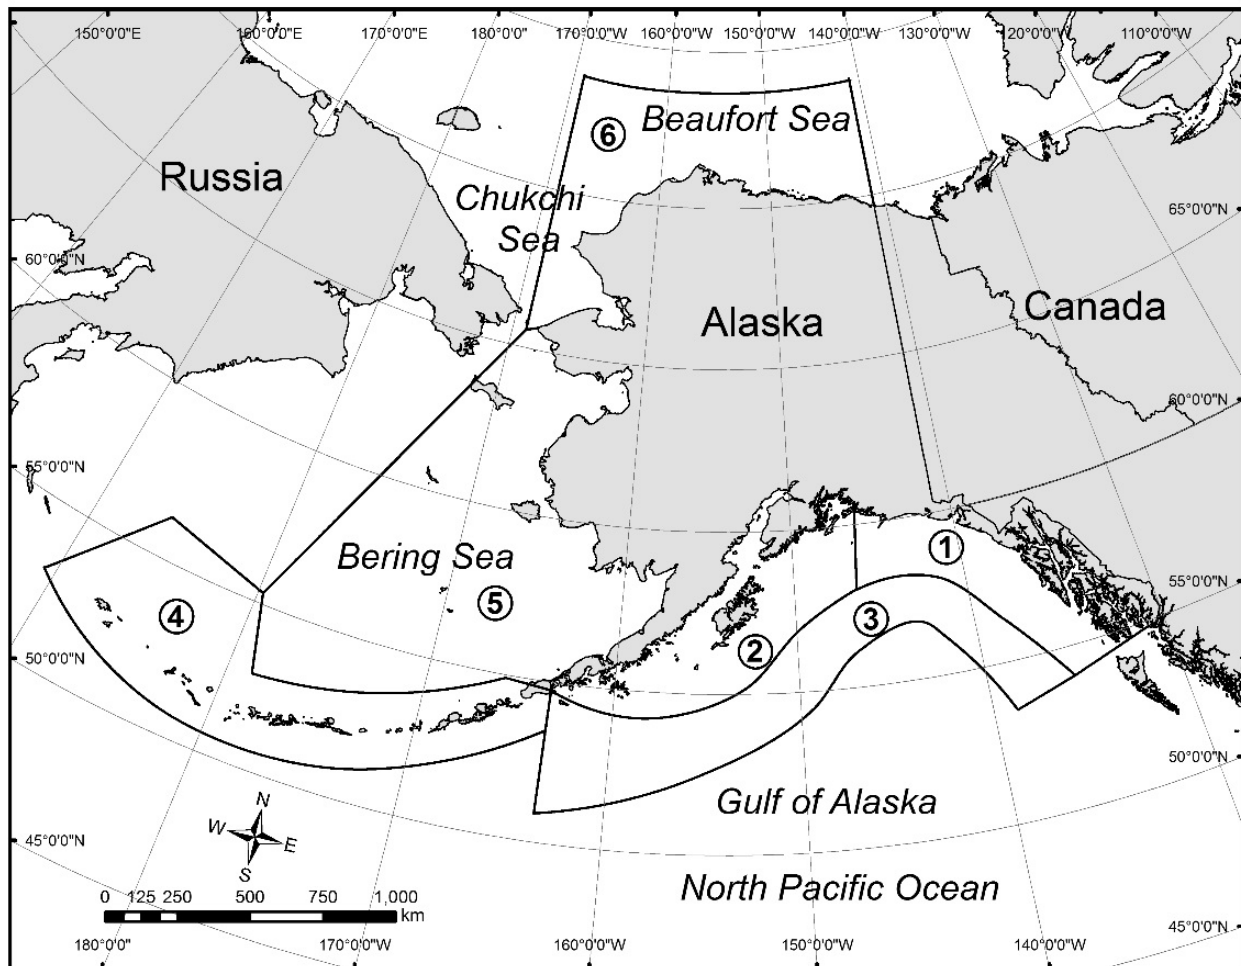 150°0'0"E 160°0'0"E 170°0'0"E 180°0'0" 170°0'0"W 160°0'0"W 150°0'0"W 140°0'0"W 130°0'0"W 120°0'0"W 110°0'0"W
Beaufort Sea
6
Russia
Chukchi
Sea
65°0'0"N
60°0'0"N
Alaska
Canada
60°0'0"N
55°0'0"N
Bering Sea
1
5
4
3
2
55°0'0"N
50°0'0"N
50°0'0"N
Gulf of Alaska
N
W
E
S
45°0'0"N
North Pacific Ocean
0 125 250 500 750 1,000
km
45°0'0"N
180°0'0" 170°0'0"W 160°0'0"W 150°0'0"W 140°0'0"W